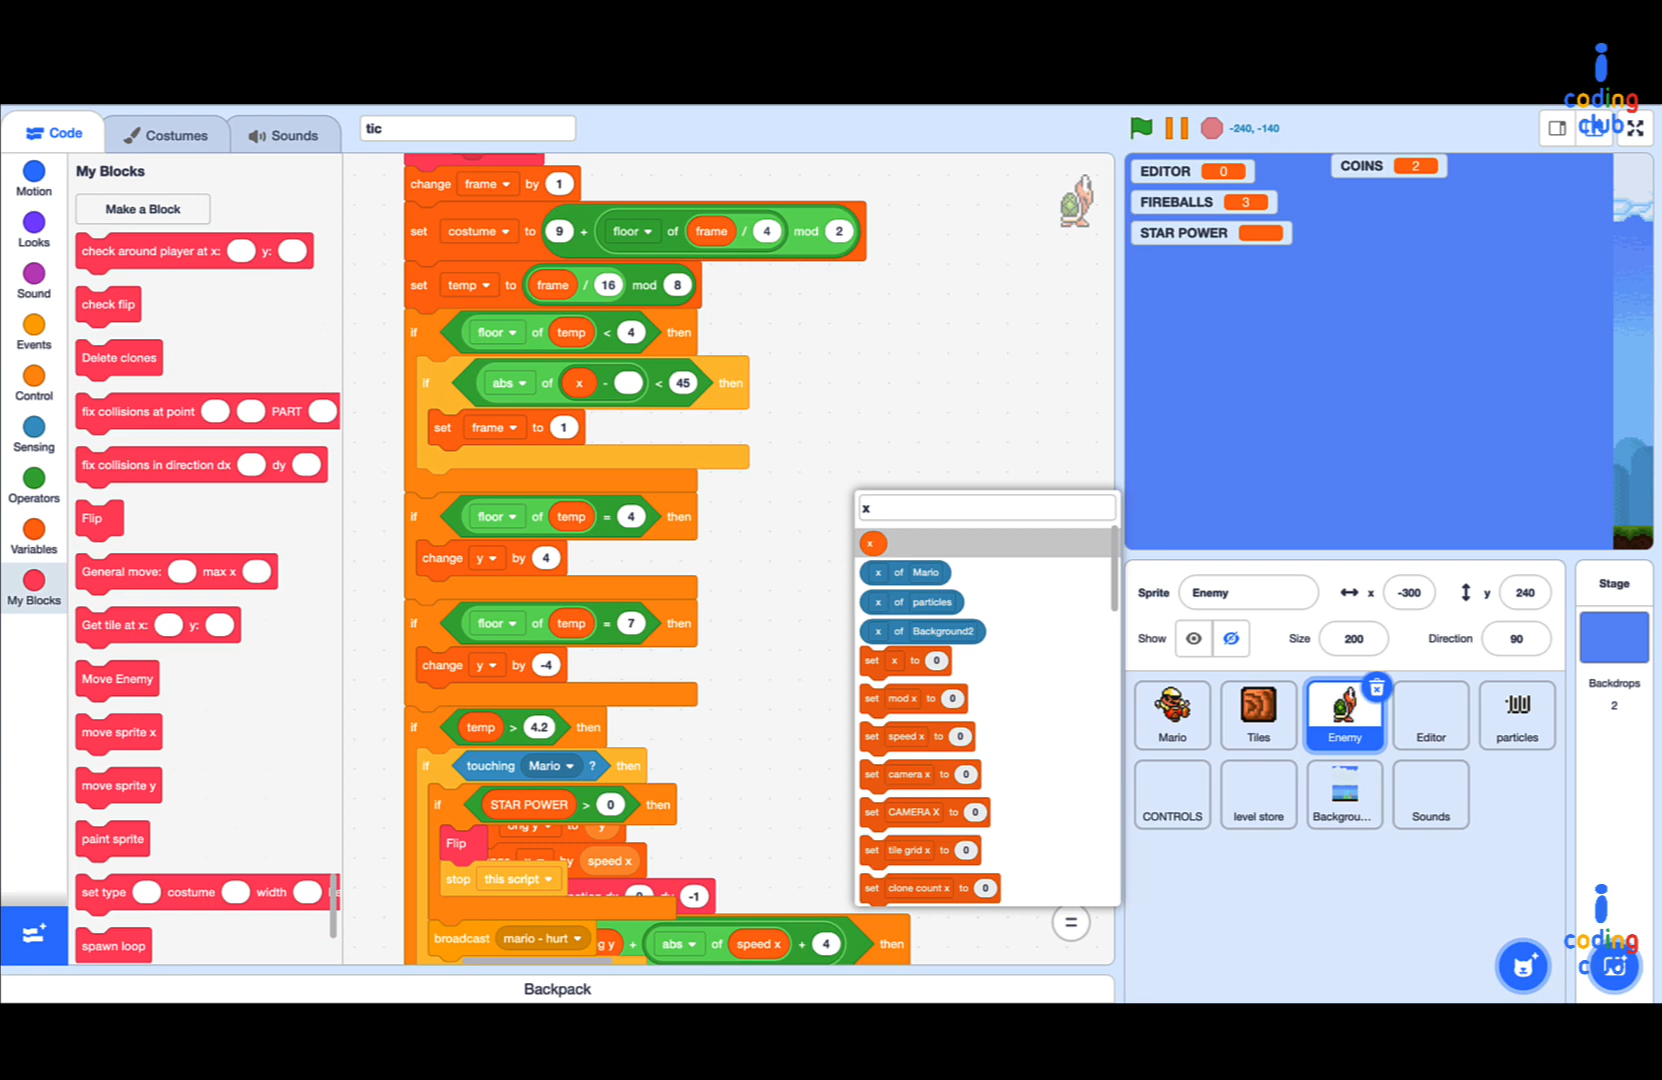 i
coding
club
Code
Costumes
Sounds
tic
-240, -140
Motion
Looks
Sound
Events
Control
Sensing
Operators
Variables
My Blocks
My Blocks
Make a Block
check around player at x: y:
check flip
Delete clones
fix collisions at point PART
fix collisions in direction dx dy
Flip
General move: max x
Get tile at x: y:
Move Enemy
move sprite x
move sprite y
paint sprite
set type costume width
spawn loop
change frame by 1
set costume to 9 + floor of frame / 4 mod 2
set temp to frame / 16 mod 8
if floor of temp < 4 then
if abs of x - < 45 then
set frame to 1
if floor of temp = 4 then
change y by 4
if floor of temp = 7 then
change y by -4
if temp > 4.2 then
if touching Mario ? then
if STAR POWER > 0 then
Flip
by speed x
stop this script
-1
broadcast mario - hurt g y + abs of speed x + 4 then
x
x
x of Mario
x of particles
x of Background2
set x to 0
set mod x to 0
set speed x to 0
set camera x to 0
set CAMERA X to 0
set tile grid x to 0
set clone count x to 0
Backpack
EDITOR 0
COINS 2
FIREBALLS 3
STAR POWER
Sprite Enemy x -300 y 240
Show Size 200 Direction 90
Mario
Tiles
Enemy
Editor
particles
CONTROLS
level store
Backgrou...
Sounds
Stage
Backdrops
2
i
coding